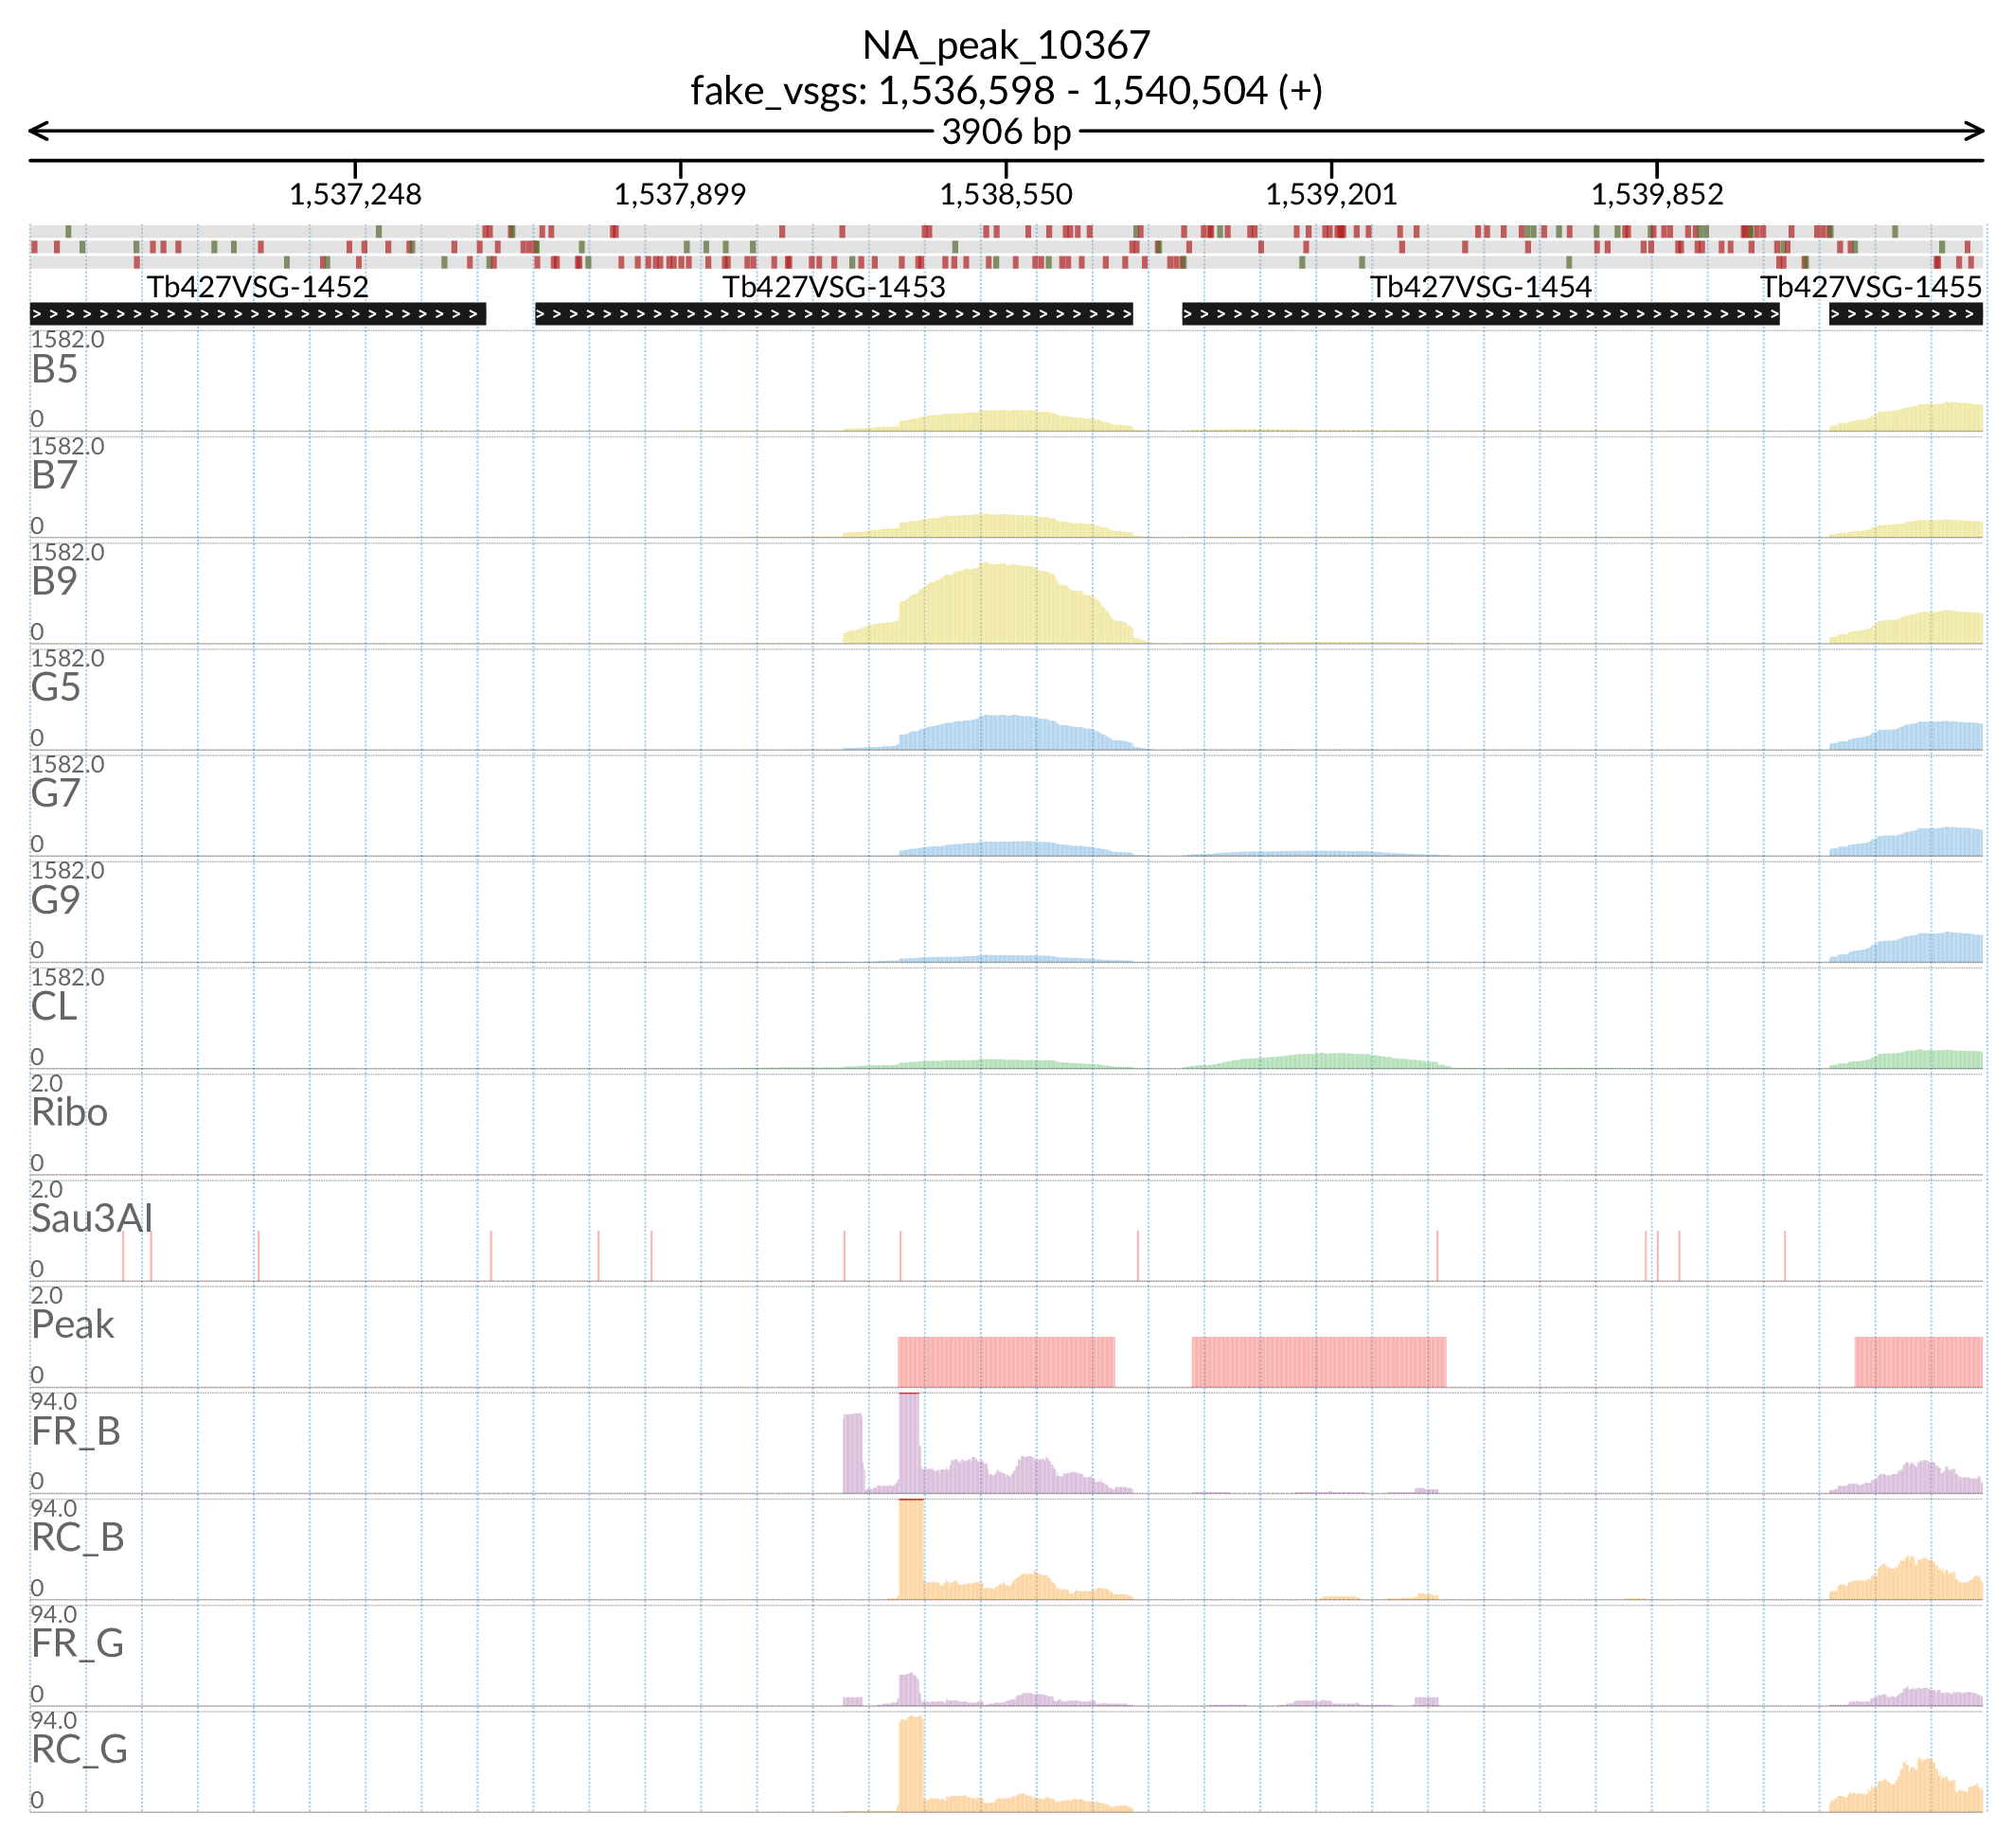 NA_peak_10367
fake_vsgs: 1,536,598 - 1,540,504 (+)
3906 bp
1,537,248 1,537,899 1,538,550 1,539,201 1,539,852
Tb427VSG-1452 Tb427VSG-1453 Tb427VSG-1454 Tb427VSG-1455
1582.0
B5
0
1582.0
B7
0
1582.0
B9
0
1582.0
G5
0
1582.0
G7
0
1582.0
G9
0
1582.0
CL
0
2.0
Ribo
0
2.0
Sau3AI
0
2.0
Peak
0
94.0
FR_B
0
94.0
RC_B
0
94.0
FR_G
0
94.0
RC_G
0